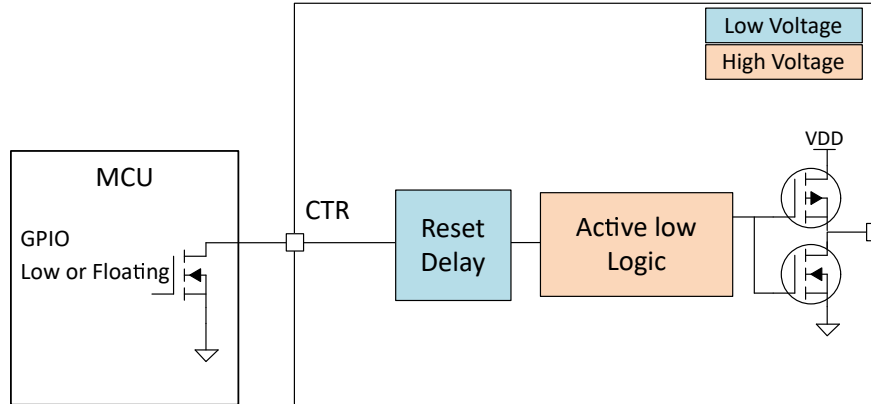 Low Voltage
High Voltage
VDD
MCU
CTR
GPIO
Low or Floating
Reset
Delay
Active low
Logic